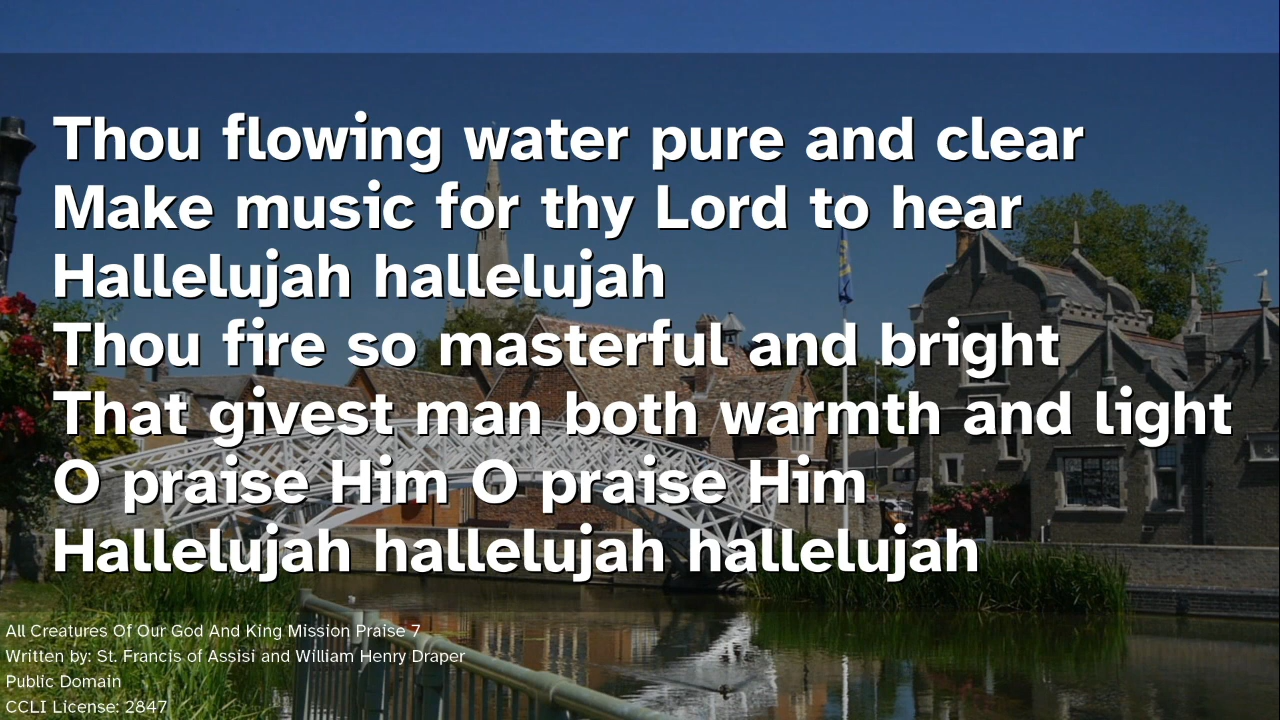 Thou flowing water pure and clear
Make music for thy Lord to hear
Hallelujah hallelujah
Thou fire so masterful and bright
That givest man both warmth and light
O praise Him O praise Him
Hallelujah hallelujah hallelujah
All Creatures Of Our God And King Mission Praise 7
Written by: St. Francis of Assisi and William Henry Draper
Public Domain
CCLI License: 2847